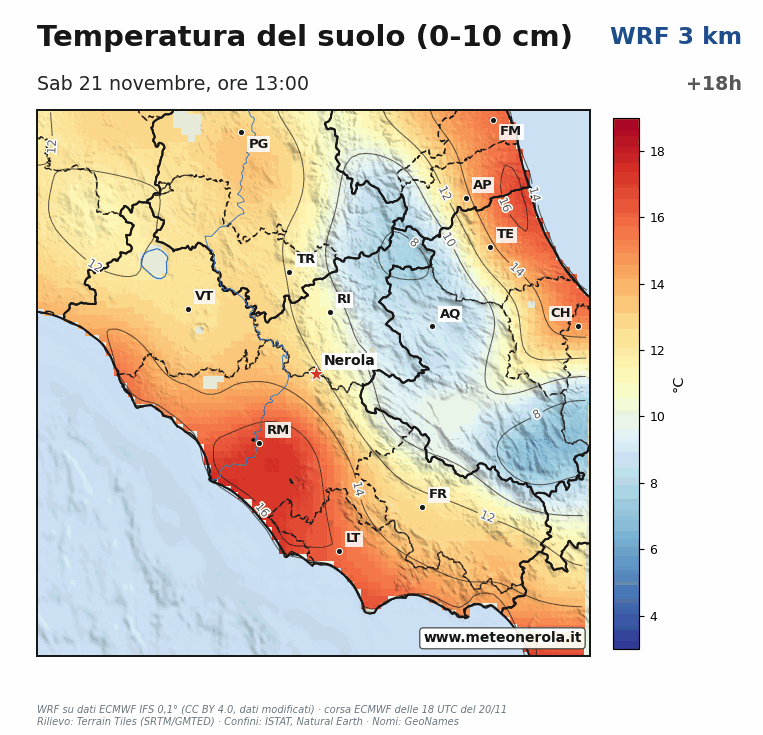 Temperatura del suolo (0-10 cm)
WRF 3 km
Sab 21 novembre, ore 13:00
+18h
FM
PG
12
AP
14
12
16
TE
10
8
TR
12
14
VT
RI
AQ
CH
Nerola
8
RM
14
FR
16
12
LT
www.meteonerola.it
18
16
14
12
10
8
6
4
°C
WRF su dati ECMWF IFS 0,1° (CC BY 4.0, dati modificati) · corsa ECMWF delle 18 UTC del 20/11
Rilievo: Terrain Tiles (SRTM/GMTED) · Confini: ISTAT, Natural Earth · Nomi: GeoNames